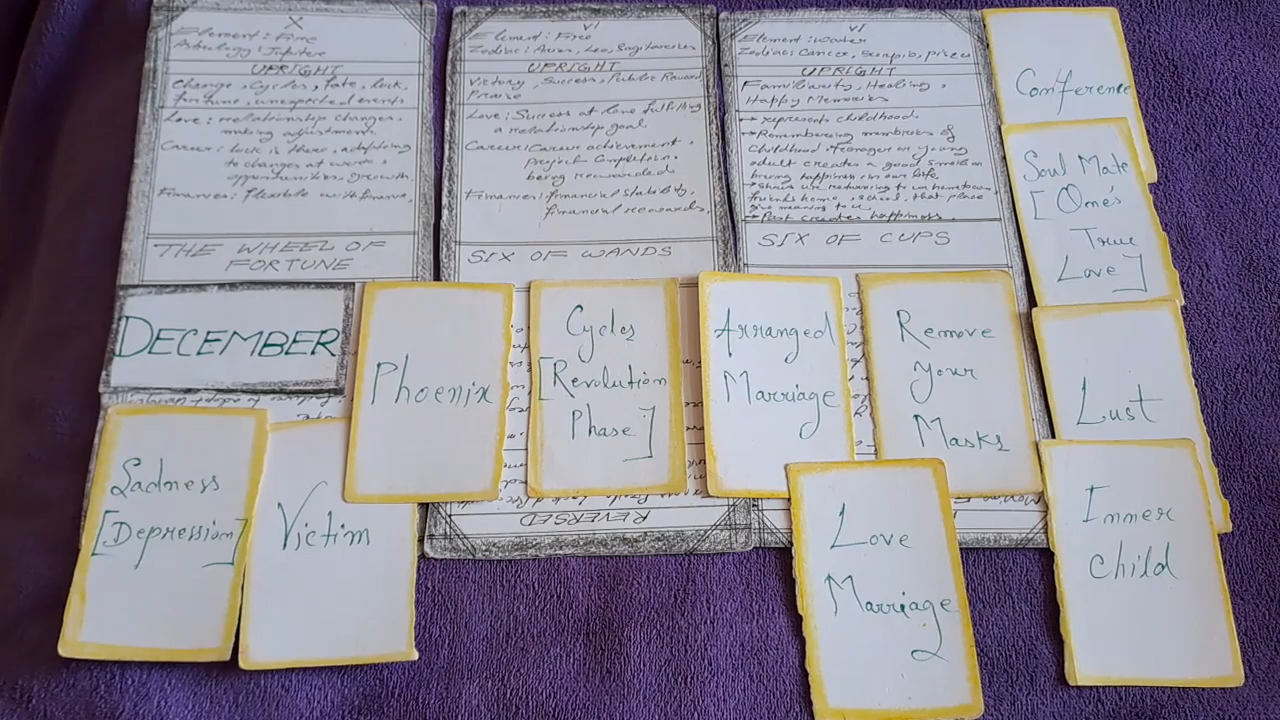 X
Element: Fire
Astrology: Jupiter
UPRIGHT
Change, Cycles, fate, luck,
fortune, unexpected events
Love: relationship changes,
making adjustments
Career: luck is there, adapting
to changes at work,
opportunities, growth
Finances: flexible with finance,
THE WHEEL OF
FORTUNE
VI
Element: Fire
Zodiac: Aries, Leo, Sagitarious
UPRIGHT
Victory, Success, Public Reward
Praise
Love: Success at love fulfilling
a relationship goal
Career: Career achievement,
Project Completion.
being rewarded
Finances: financial stability,
financial rewards.
SIX OF WANDS
VI
Element: water
Zodiac: Cancer, Scorpio, pisces
UPRIGHT
Familiarity, Healing,
Happy Memories
→ represents childhood
→ Remembering memories of
childhood teenager or young
adult creates a good smile or
bring happiness in our life.
→ Shows us returning to un hometown
friends home, school, that place
give meaning to us
→ Past creates happiness.
SIX OF CUPS
Conference
Soul Mate
[One's
True
Love]
Lust
Inner
Child
DECEMBER
Phoenix
Cycles
[Revolution
Phase]
Arranged
Marriage
Remove
your
Masks
Sadness
[Depression]
Victim
Love
Marriage
REVERSED